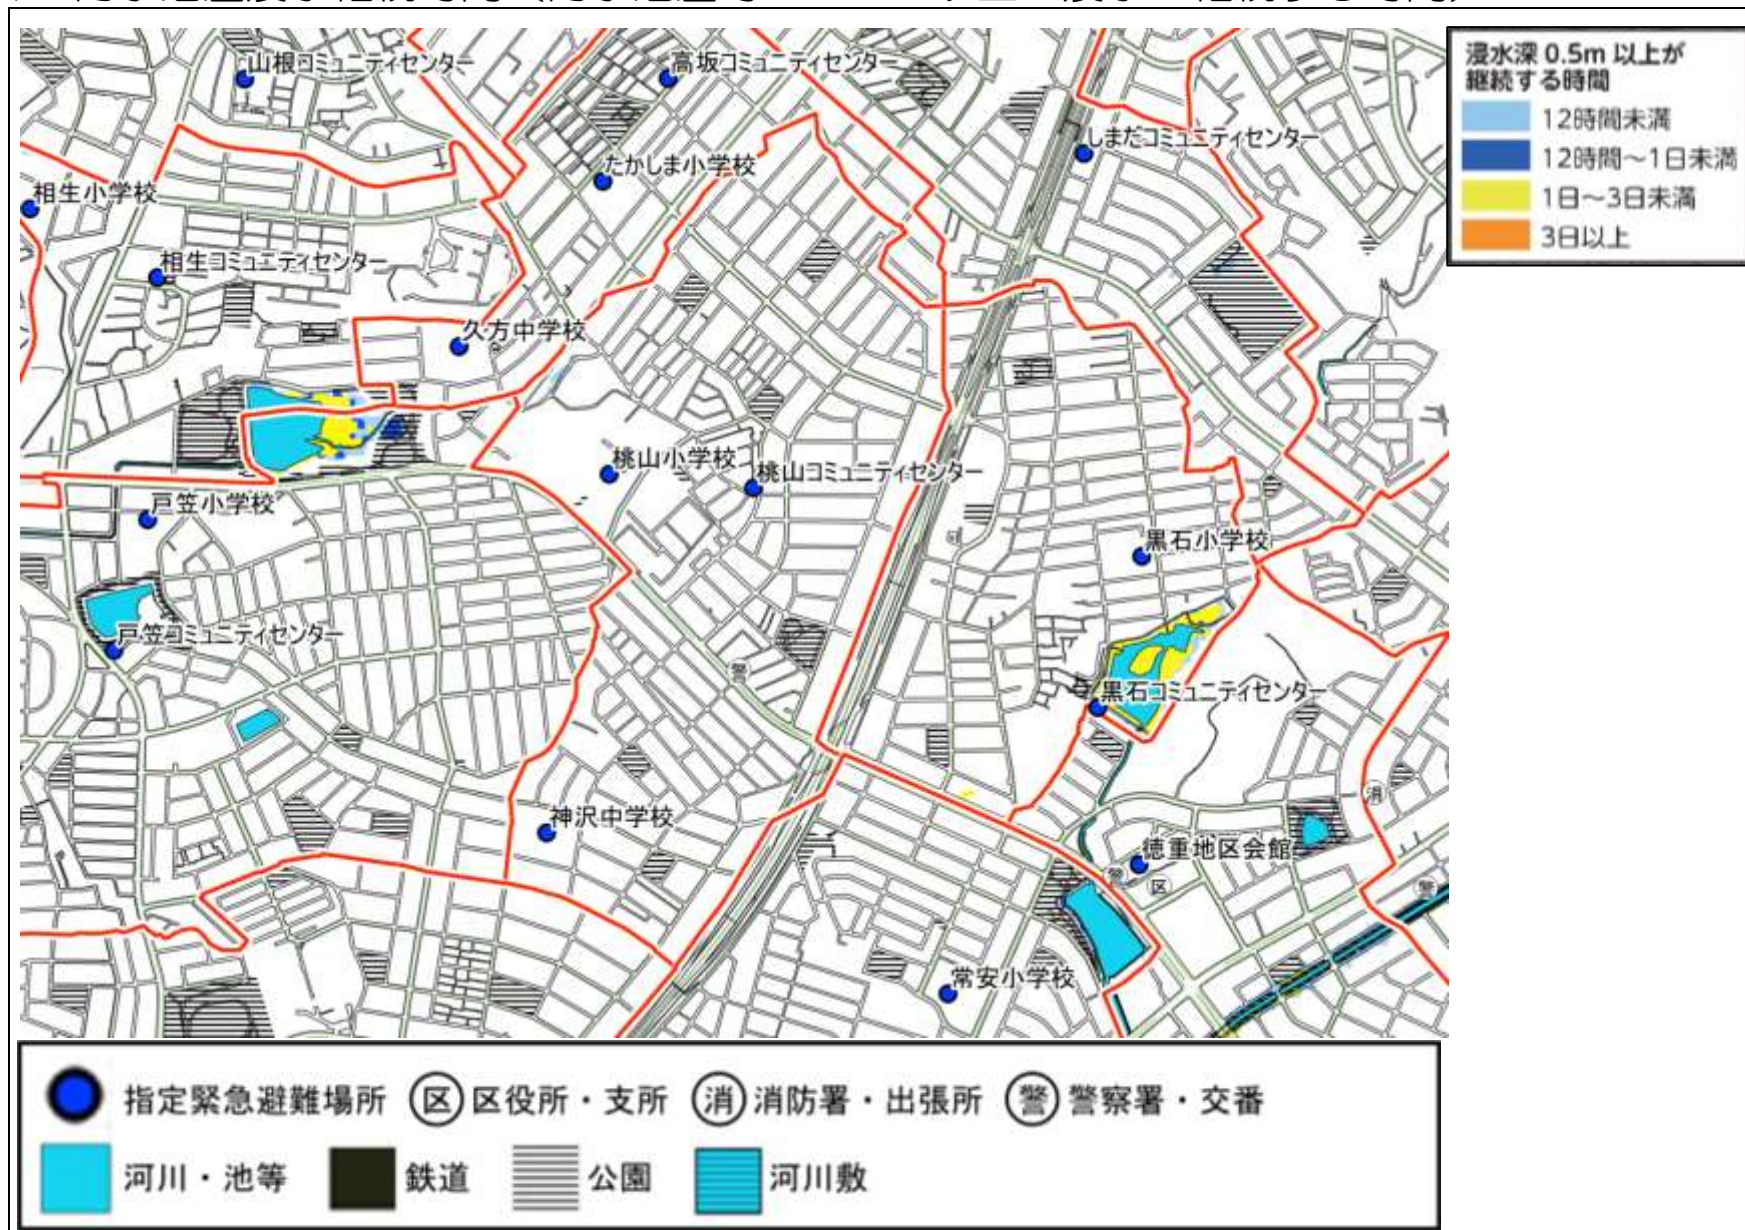 浸水深 0.5m 以上が
継続する時間
12時間未満
12時間～1日未満
1日～3日未満
3日以上
山根コミュニティセンター
高坂コミュニティセンター
しまだコミュニティセンター
たかしま小学校
相生小学校
相生コミュニティセンター
久方中学校
桃山小学校
桃山コミュニティセンター
戸笠小学校
黒石小学校
戸笠コミュニティセンター
警
黒石コミュニティセンター
消
神沢中学校
徳重地区会館
警
区
警
常安小学校
指定緊急避難場所 区 区役所・支所 消 消防署・出張所 警 警察署・交番
河川・池等 鉄道 公園 河川敷